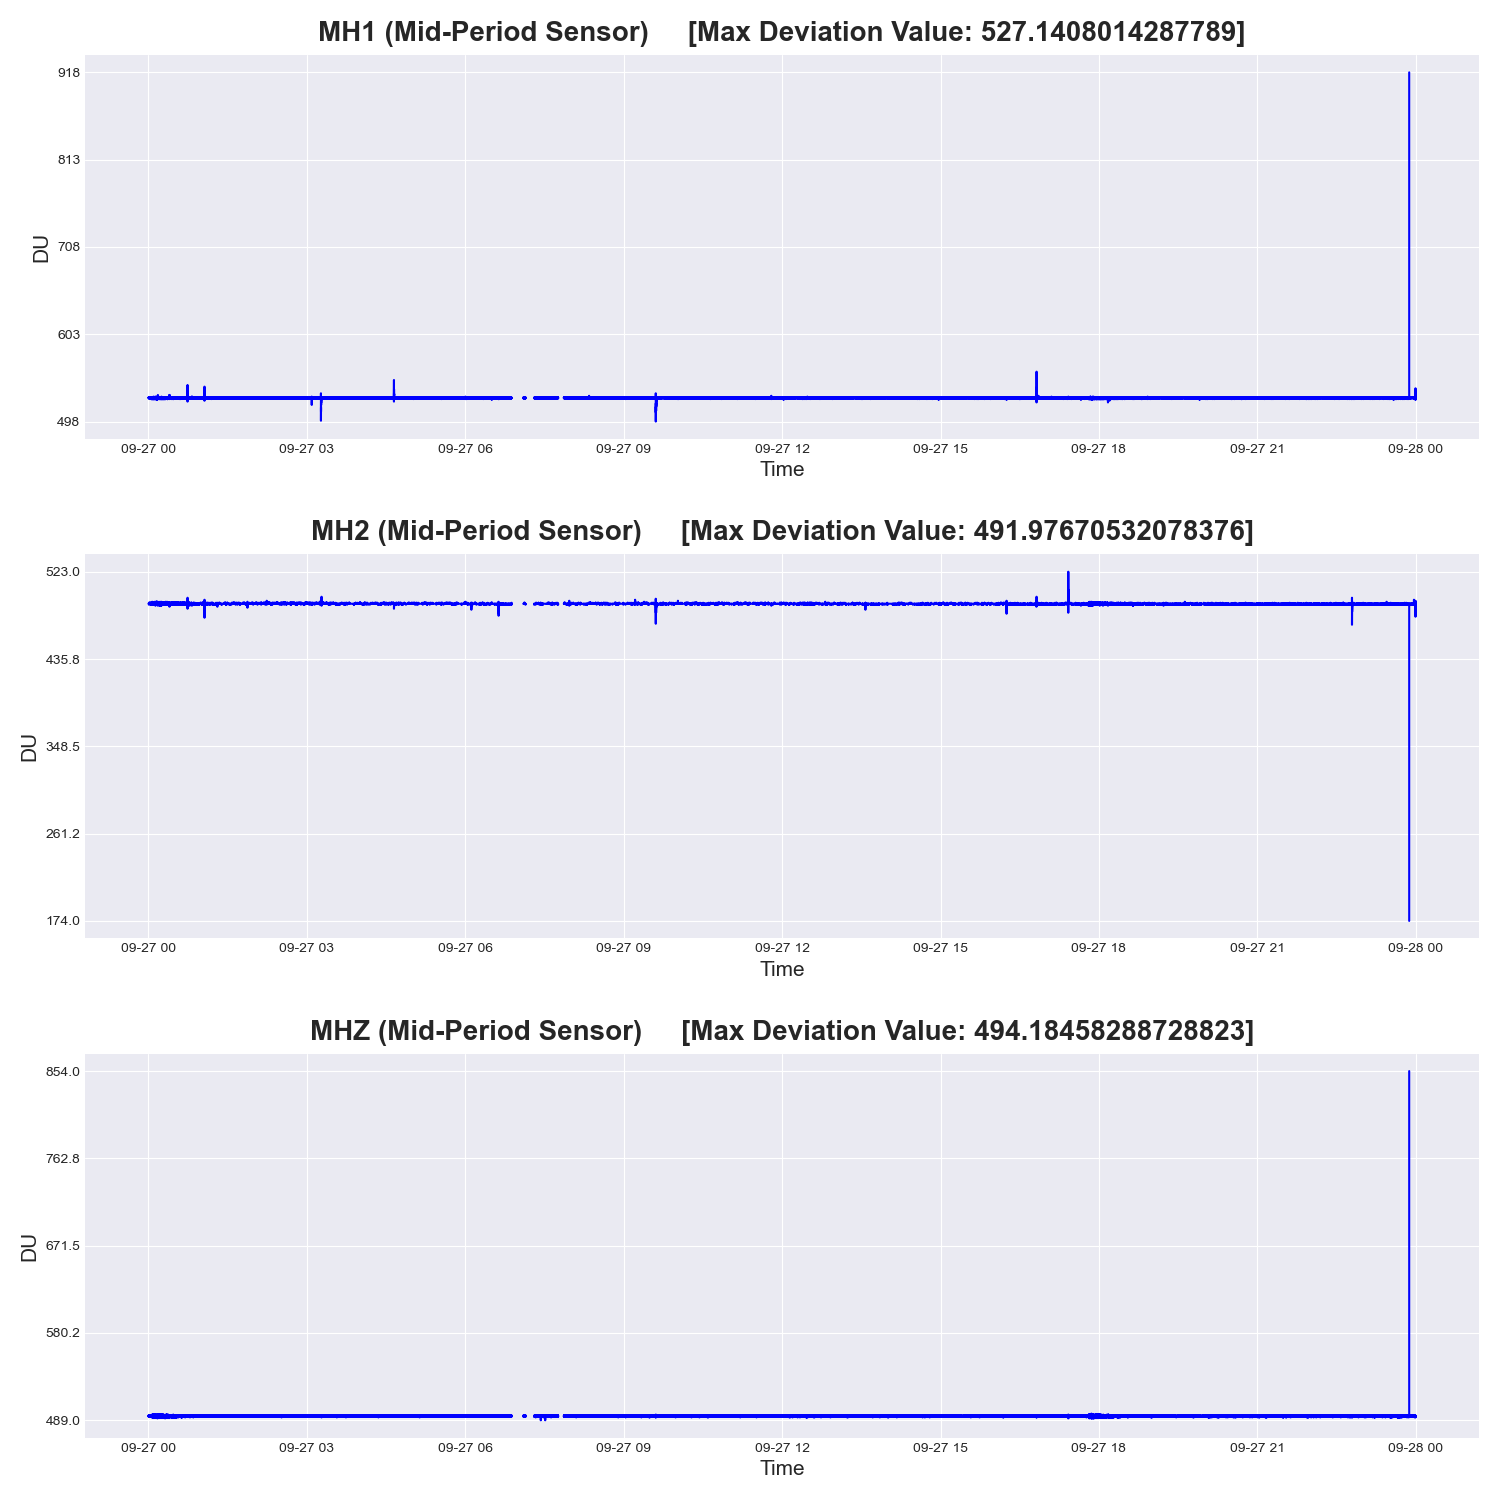 MH1 (Mid-Period Sensor) [Max Deviation Value: 527.1408014287789]
918
813
708
603
498
DU
09-27 00 09-27 03 09-27 06 09-27 09 09-27 12 09-27 15 09-27 18 09-27 21 09-28 00
Time
MH2 (Mid-Period Sensor) [Max Deviation Value: 491.97670532078376]
523.0
435.8
348.5
261.2
174.0
DU
09-27 00 09-27 03 09-27 06 09-27 09 09-27 12 09-27 15 09-27 18 09-27 21 09-28 00
Time
MHZ (Mid-Period Sensor) [Max Deviation Value: 494.18458288728823]
854.0
762.8
671.5
580.2
489.0
DU
09-27 00 09-27 03 09-27 06 09-27 09 09-27 12 09-27 15 09-27 18 09-27 21 09-28 00
Time